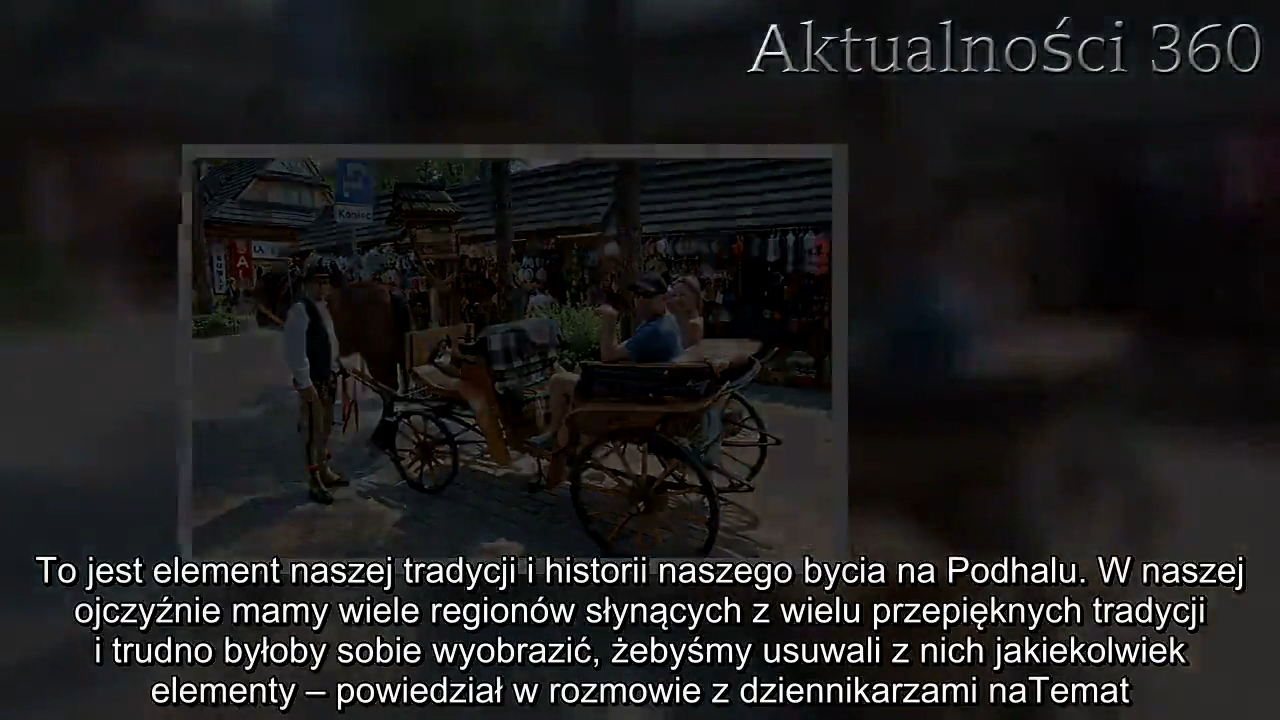 Aktualności 360
Koniec
To jest element naszej tradycji i historii naszego bycia na Podhalu. W naszej
ojczyźnie mamy wiele regionów słynących z wielu przepięknych tradycji
i trudno byłoby sobie wyobrazić, żebyśmy usuwali z nich jakiekolwiek
elementy – powiedział w rozmowie z dziennikarzami naTemat